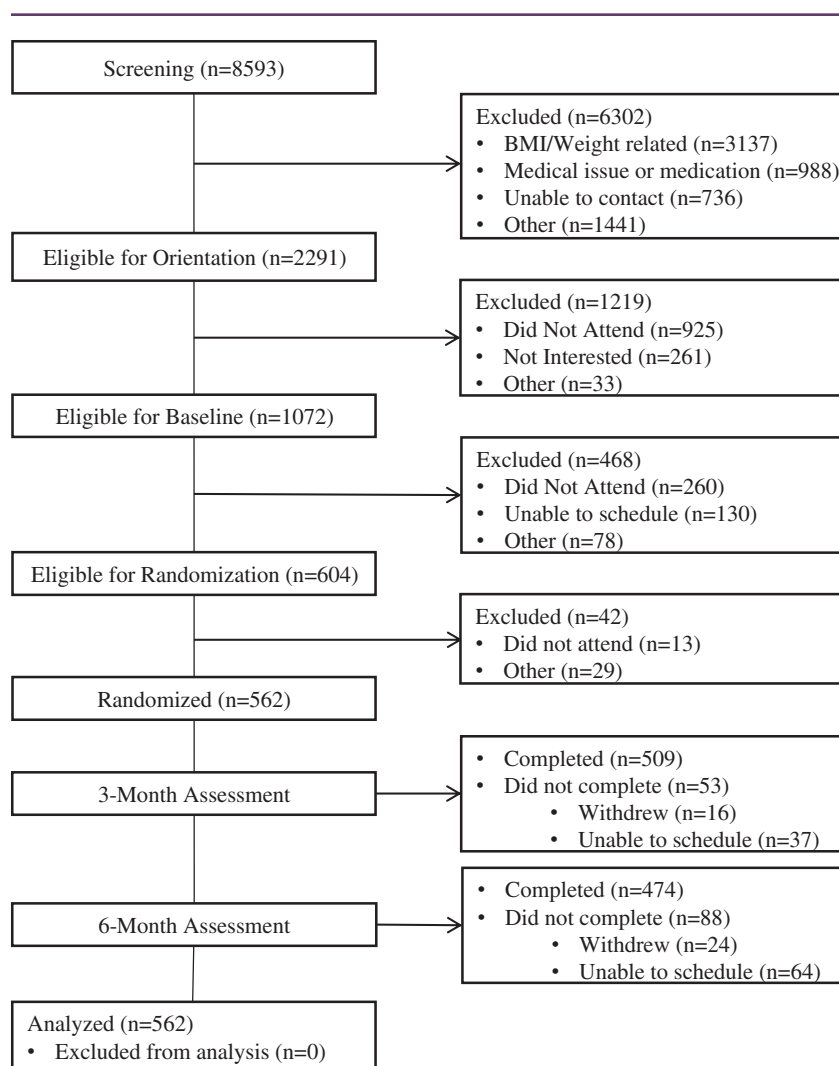 Screening (n=8593)
Excluded (n=6302)
• BMI/Weight related (n=3137)
• Medical issue or medication (n=988)
• Unable to contact (n=736)
• Other (n=1441)
Eligible for Orientation (n=2291)
Excluded (n=1219)
• Did Not Attend (n=925)
• Not Interested (n=261)
• Other (n=33)
Eligible for Baseline (n=1072)
Excluded (n=468)
• Did Not Attend (n=260)
• Unable to schedule (n=130)
• Other (n=78)
Eligible for Randomization (n=604)
Excluded (n=42)
• Did not attend (n=13)
• Other (n=29)
Randomized (n=562)
3-Month Assessment
• Completed (n=509)
• Did not complete (n=53)
• Withdrew (n=16)
• Unable to schedule (n=37)
6-Month Assessment
• Completed (n=474)
• Did not complete (n=88)
• Withdrew (n=24)
• Unable to schedule (n=64)
Analyzed (n=562)
• Excluded from analysis (n=0)